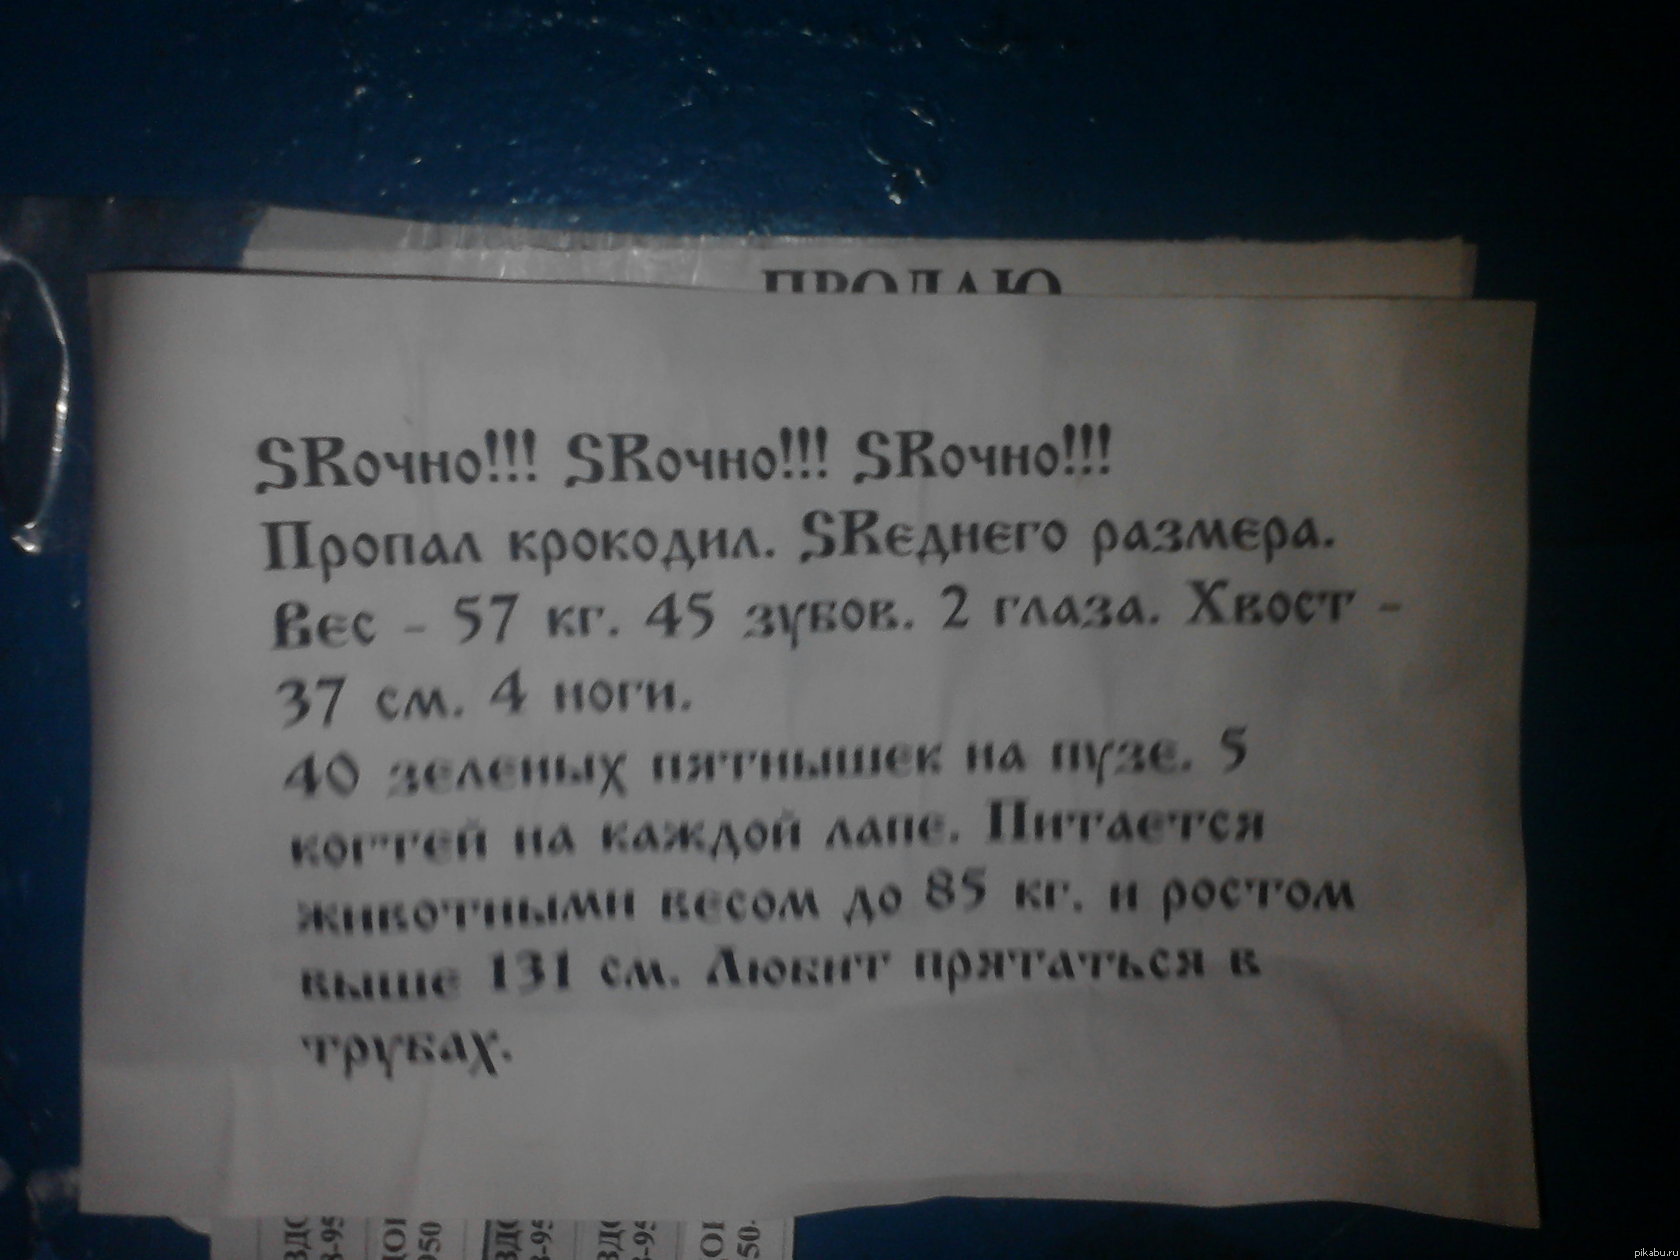 ПРОДАЮ
SRочно!!! SRочно!!! SRочно!!!
Пропал крокодил. SRеднего размера.
Вес - 57 кг. 45 зубов. 2 глаза. Хвост -
37 см. 4 ноги.
40 зеленых пятнышек на пузе. 5
когтей на каждой лапе. Питается
животными весом до 85 кг. и ростом
выше 131 см. Любит прятаться в
трубах.
pikabu.ru